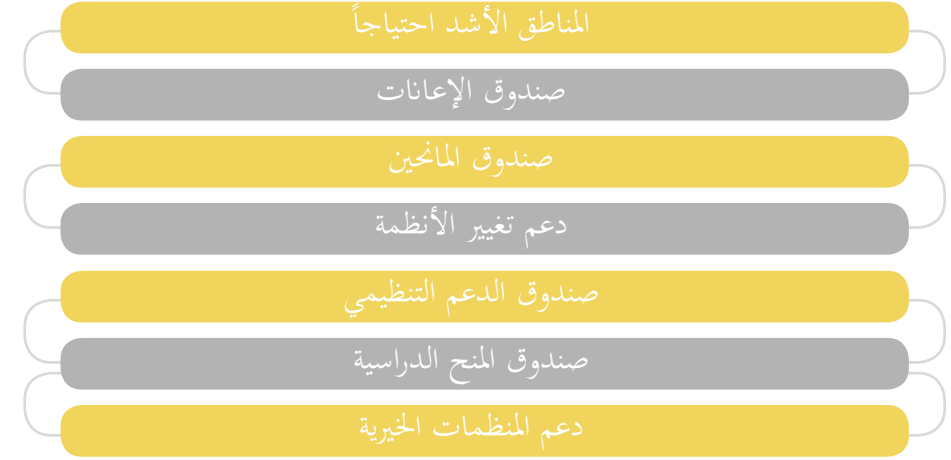 المناطق الأشد احتياجاً
صندوق الإعانات
صندوق المانحين
دعم تغيير الأنظمة
صندوق الدعم التنظيمي
صندوق المنح الدراسية
دعم المنظمات الخيرية